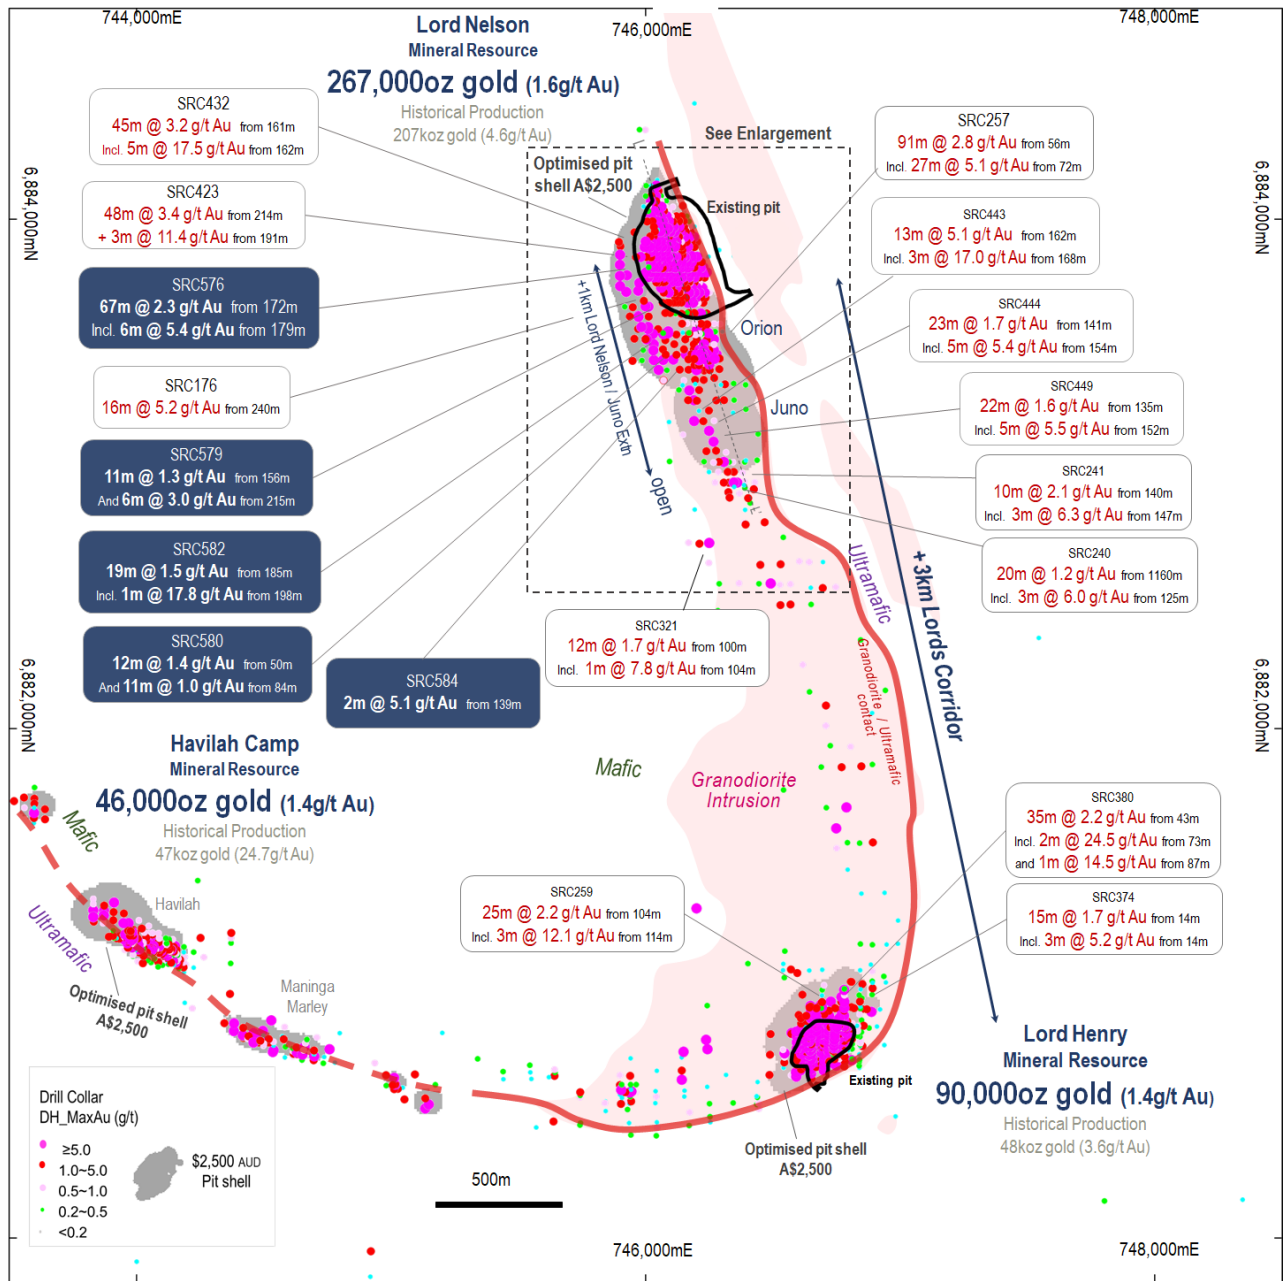 744,000mE
746,000mE
748,000mE
Lord Nelson
Mineral Resource
267,000oz gold (1.6g/t Au)
Historical Production
207koz gold (4.6g/t Au)
See Enlargement
Optimised pit
shell A$2,500
Existing pit
6,884,000mN
6,884,000mN
SRC432
45m @ 3.2 g/t Au from 161m
Incl. 5m @ 17.5 g/t Au from 162m
SRC423
48m @ 3.4 g/t Au from 214m
+ 3m @ 11.4 g/t Au from 191m
SRC576
67m @ 2.3 g/t Au from 172m
Incl. 6m @ 5.4 g/t Au from 179m
SRC176
16m @ 5.2 g/t Au from 240m
SRC579
11m @ 1.3 g/t Au from 156m
And 6m @ 3.0 g/t Au from 215m
SRC582
19m @ 1.5 g/t Au from 185m
Incl. 1m @ 17.8 g/t Au from 198m
SRC580
12m @ 1.4 g/t Au from 50m
And 11m @ 1.0 g/t Au from 84m
SRC584
2m @ 5.1 g/t Au from 139m
SRC257
91m @ 2.8 g/t Au from 56m
Incl. 27m @ 5.1 g/t Au from 72m
SRC443
13m @ 5.1 g/t Au from 162m
Incl. 3m @ 17.0 g/t Au from 168m
SRC444
23m @ 1.7 g/t Au from 141m
Incl. 5m @ 5.4 g/t Au from 154m
SRC449
22m @ 1.6 g/t Au from 135m
Incl. 5m @ 5.5 g/t Au from 152m
SRC241
10m @ 2.1 g/t Au from 140m
Incl. 3m @ 6.3 g/t Au from 147m
SRC240
20m @ 1.2 g/t Au from 1160m
Incl. 3m @ 6.0 g/t Au from 125m
SRC321
12m @ 1.7 g/t Au from 100m
Incl. 1m @ 7.8 g/t Au from 104m
L
Orion
Juno
L'
+1km Lord Nelson / Juno Extn
open
+ 3km Lords Corridor
Ultramafic
Granodiorite / Ultramafic
contact
6,882,000mN
6,882,000mN
Mafic
Granodiorite
Intrusion
Havilah Camp
Mineral Resource
46,000oz gold (1.4g/t Au)
Historical Production
47koz gold (24.7g/t Au)
Mafic
Ultramafic
Havilah
Optimised pit shell
A$2,500
Maninga
Marley
SRC380
35m @ 2.2 g/t Au from 43m
Incl. 2m @ 24.5 g/t Au from 73m
and 1m @ 14.5 g/t Au from 87m
SRC374
15m @ 1.7 g/t Au from 14m
Incl. 3m @ 5.2 g/t Au from 14m
SRC259
25m @ 2.2 g/t Au from 104m
Incl. 3m @ 12.1 g/t Au from 114m
Existing pit
Optimised pit shell
A$2,500
Lord Henry
Mineral Resource
90,000oz gold (1.4g/t Au)
Historical Production
48koz gold (3.6g/t Au)
Drill Collar
DH_MaxAu (g/t)
≥5.0
1.0~5.0
0.5~1.0
0.2~0.5
<0.2
$2,500 AUD
Pit shell
500m
746,000mE
748,000mE